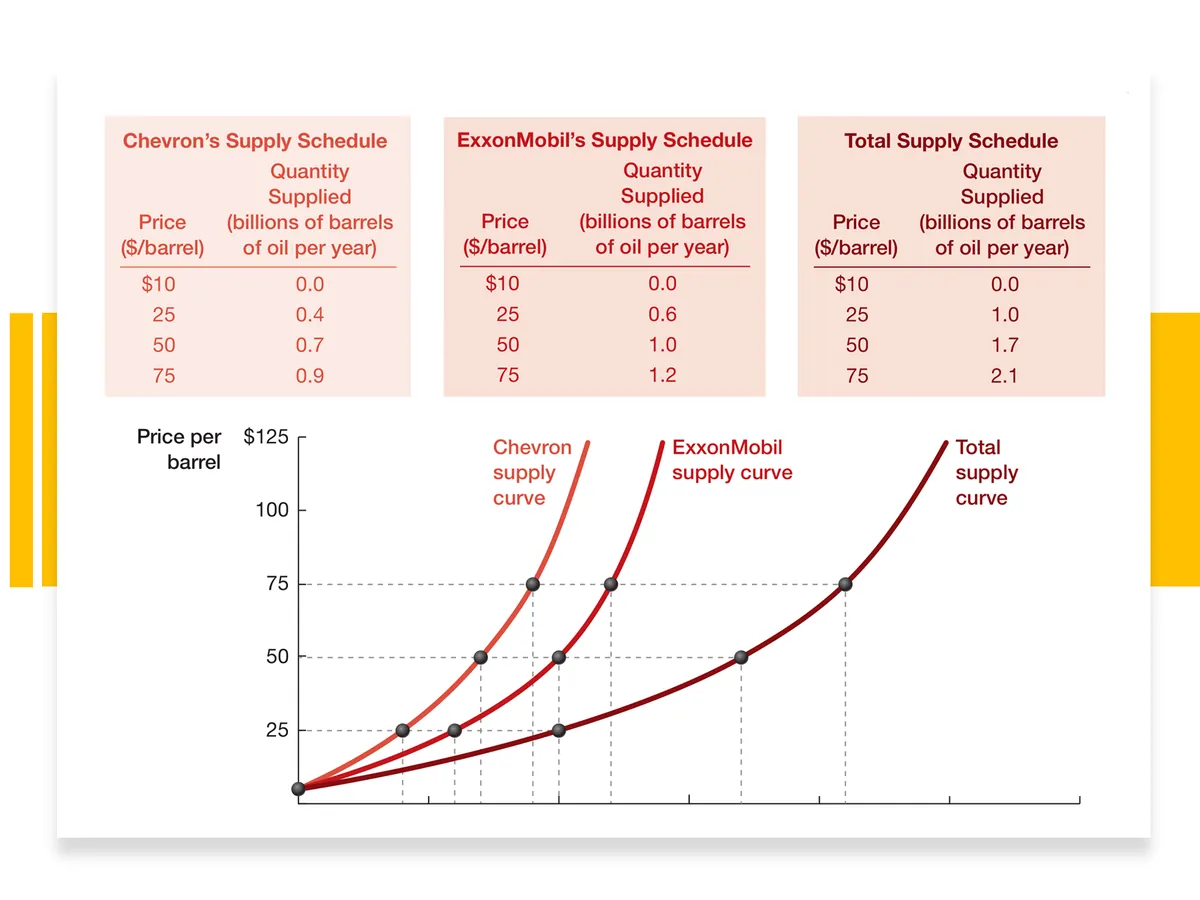 Chevron’s Supply Schedule
Quantity
Supplied
Price (billions of barrels
($/barrel) of oil per year)
$10 0.0
25 0.4
50 0.7
75 0.9
ExxonMobil’s Supply Schedule
Quantity
Supplied
Price (billions of barrels
($/barrel) of oil per year)
$10 0.0
25 0.6
50 1.0
75 1.2
Total Supply Schedule
Quantity
Supplied
Price (billions of barrels
($/barrel) of oil per year)
$10 0.0
25 1.0
50 1.7
75 2.1
Price per
barrel
$125
100
75
50
25
Chevron
supply
curve
ExxonMobil
supply curve
Total
supply
curve